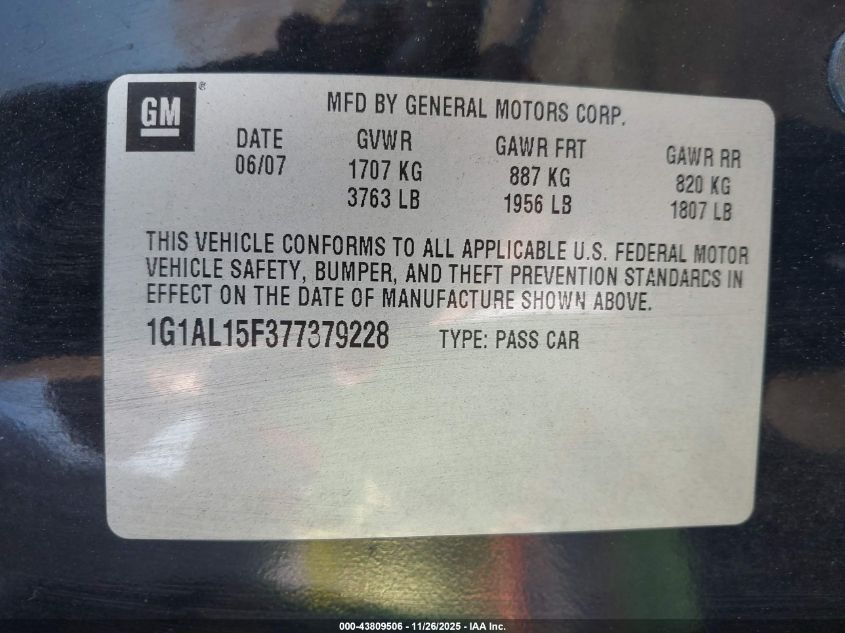 GM ®
MFD BY GENERAL MOTORS CORP.
DATE GVWR GAWR FRT GAWR RR
06/07 1707 KG 887 KG 820 KG
3763 LB 1956 LB 1807 LB
THIS VEHICLE CONFORMS TO ALL APPLICABLE U.S. FEDERAL MOTOR
VEHICLE SAFETY, BUMPER, AND THEFT PREVENTION STANDARDS IN
EFFECT ON THE DATE OF MANUFACTURE SHOWN ABOVE.
1G1AL15F377379228 TYPE: PASS CAR
000-43809506 - 11/26/2025 - IAA Inc.